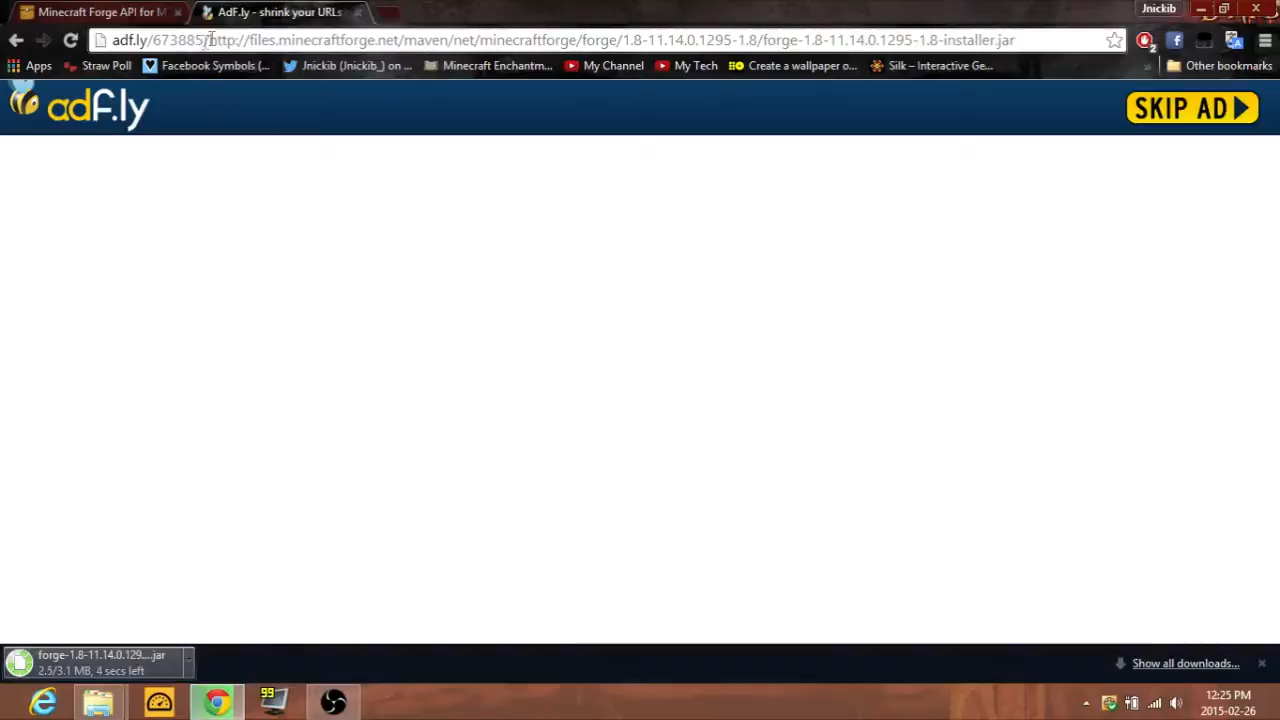 Minecraft Forge API for M
AdF.ly - shrink your URLs
Jnickib
adf.ly/673885/http://files.minecraftforge.net/maven/net/minecraftforge/forge/1.8-11.14.0.1295-1.8/forge-1.8-11.14.0.1295-1.8-installer.jar
2
Apps
Straw Poll
Facebook Symbols (...
Jnickib (Jnickib_) on ...
Minecraft Enchantm...
My Channel
My Tech
Create a wallpaper o...
Silk – Interactive Ge...
»
Other bookmarks
adf.ly
SKIP AD
forge-1.8-11.14.0.129....jar
2.5/3.1 MB, 4 secs left
Show all downloads...
99
12:25 PM
2015-02-26